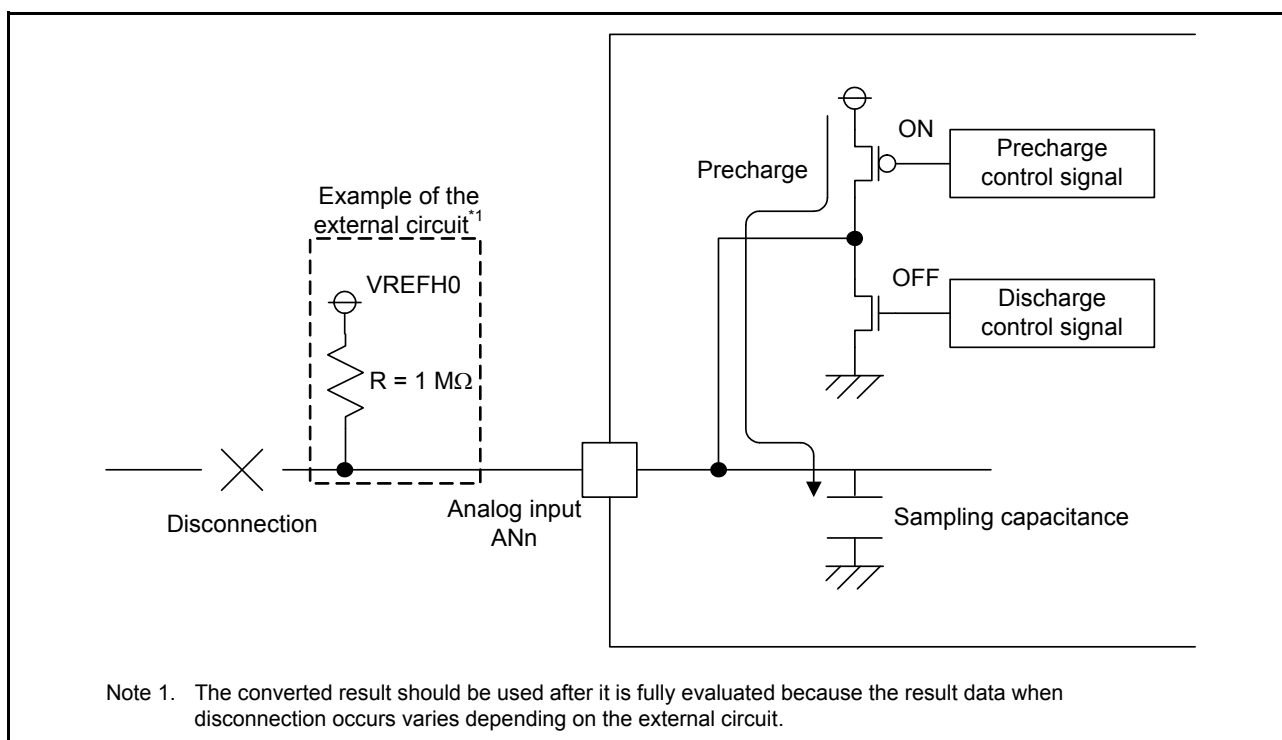 ON
Precharge
control signal
Precharge
Example of the
external circuit*1
VREFH0
OFF
Discharge
control signal
R = 1 MΩ
Analog input
ANn
Disconnection
Sampling capacitance
Note 1. The converted result should be used after it is fully evaluated because the result data when
disconnection occurs varies depending on the external circuit.